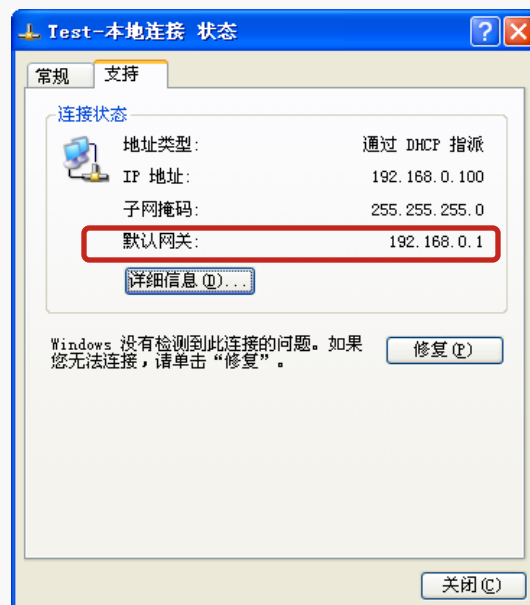 Test-本地连接 状态
常规 支持
连接状态
地址类型: 通过 DHCP 指派
IP 地址: 192.168.0.100
子网掩码: 255.255.255.0
默认网关: 192.168.0.1
详细信息(D)...
Windows 没有检测到此连接的问题。如果
您无法连接，请单击“修复”。
修复(P)
关闭(C)